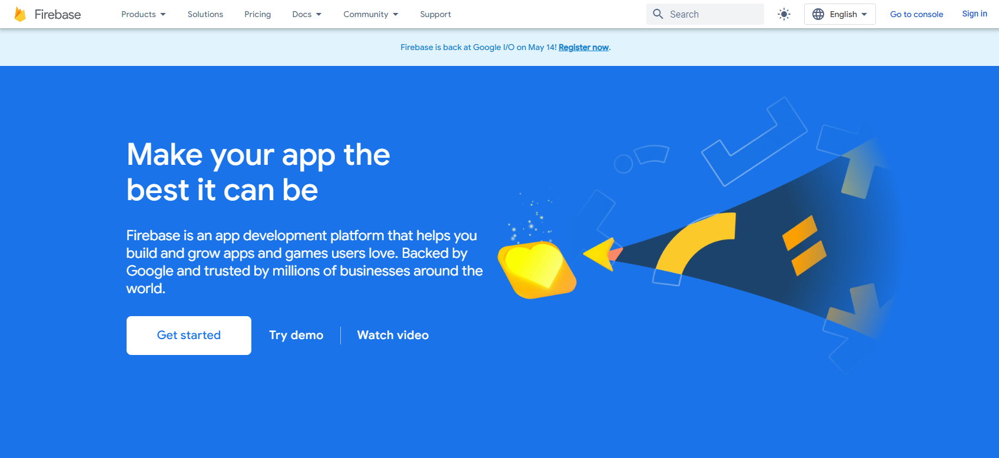 Firebase Products Solutions Pricing Docs Community Support Search English Go to console Sign in
Firebase is back at Google I/O on May 14! Register now.
Make your app the
best it can be
Firebase is an app development platform that helps you
build and grow apps and games users love. Backed by
Google and trusted by millions of businesses around the
world.
Get started Try demo Watch video